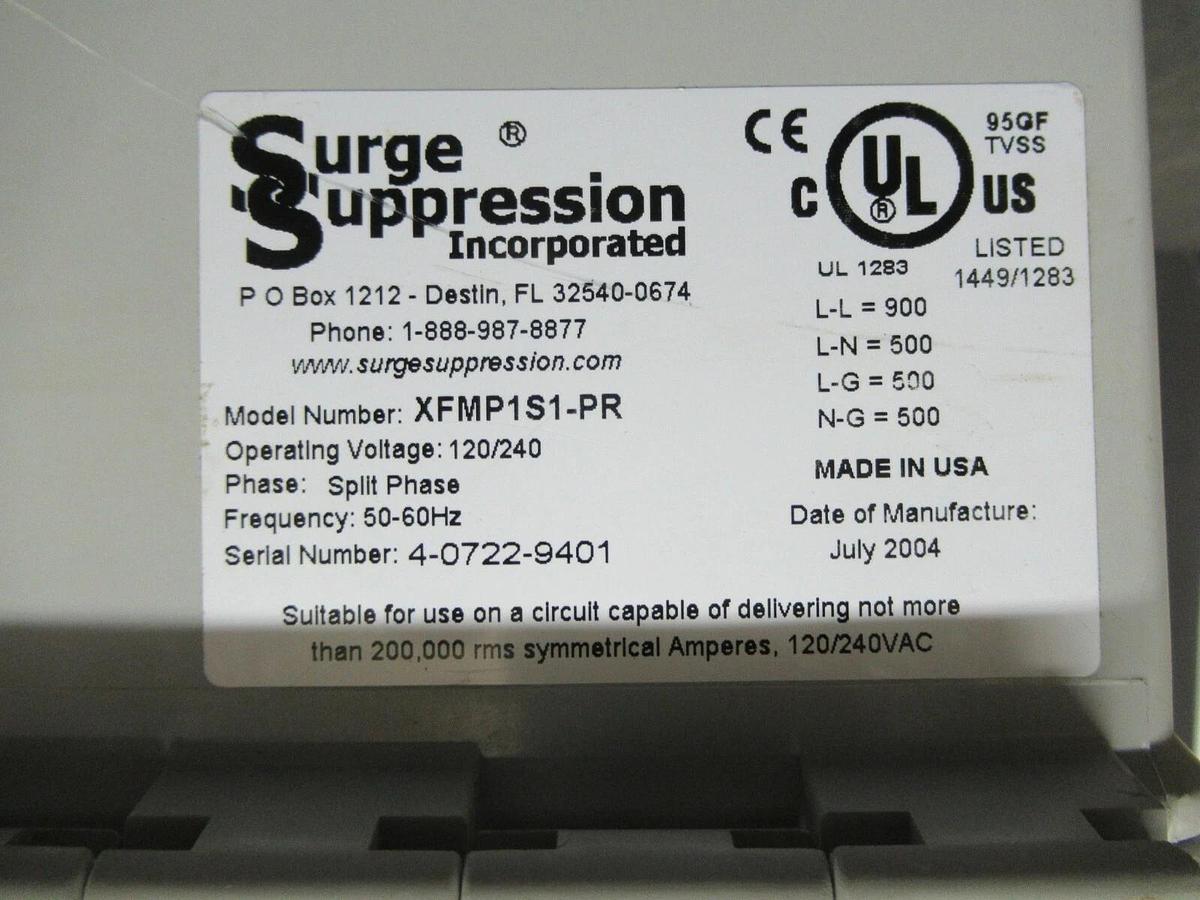 Surge ®
Suppression
Incorporated
P O Box 1212 - Destin, FL 32540-0674
Phone: 1-888-987-8877
www.surgesuppression.com
Model Number: XFMP1S1-PR
Operating Voltage: 120/240
Phase: Split Phase
Frequency: 50-60Hz
Serial Number: 4-0722-9401
CE
C UL ® US
95GF
TVSS
LISTED
1449/1283
UL 1283
L-L = 900
L-N = 500
L-G = 500
N-G = 500
MADE IN USA
Date of Manufacture:
July 2004
Suitable for use on a circuit capable of delivering not more
than 200,000 rms symmetrical Amperes, 120/240VAC